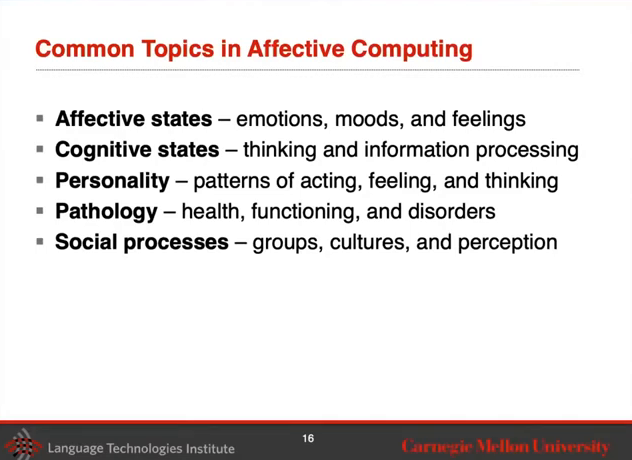 Common Topics in Affective Computing
▪ Affective states – emotions, moods, and feelings
▪ Cognitive states – thinking and information processing
▪ Personality – patterns of acting, feeling, and thinking
▪ Pathology – health, functioning, and disorders
▪ Social processes – groups, cultures, and perception
Language Technologies Institute
16
Carnegie Mellon University